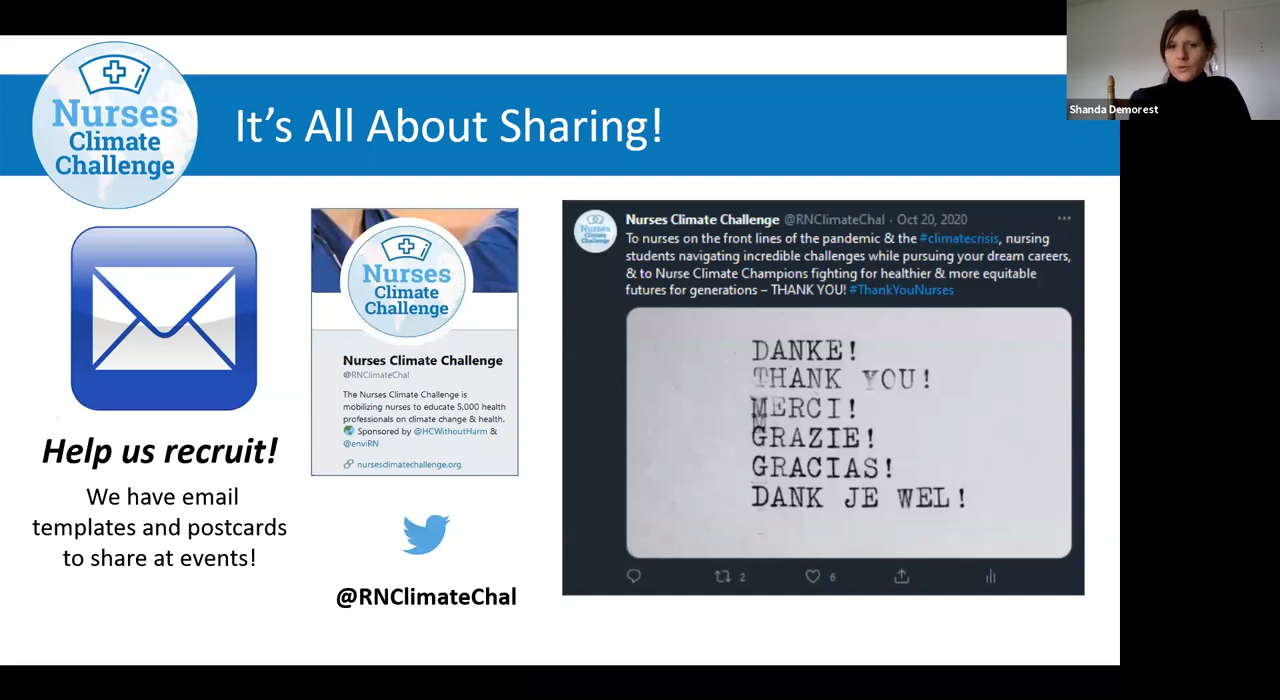 Nurses
Climate
Challenge
It's All About Sharing!
Shanda Demorest
Help us recruit!
We have email
templates and postcards
to share at events!
Nurses
Climate
Challenge
Nurses Climate Challenge
@RNClimateChal
The Nurses Climate Challenge is
mobilizing nurses to educate 5,000 health
professionals on climate change & health.
Sponsored by @HCWithoutHarm &
@enviRN
nursesclimatechallenge.org
@RNClimateChal
Nurses
Climate
Challenge
Nurses Climate Challenge @RNClimateChal · Oct 20, 2020
To nurses on the front lines of the pandemic & the #climatecrisis, nursing
students navigating incredible challenges while pursuing your dream careers,
& to Nurse Climate Champions fighting for healthier & more equitable
futures for generations – THANK YOU! #ThankYouNurses
DANKE!
THANK YOU!
MERCI!
GRAZIE!
GRACIAS!
DANK JE WEL!
2
6